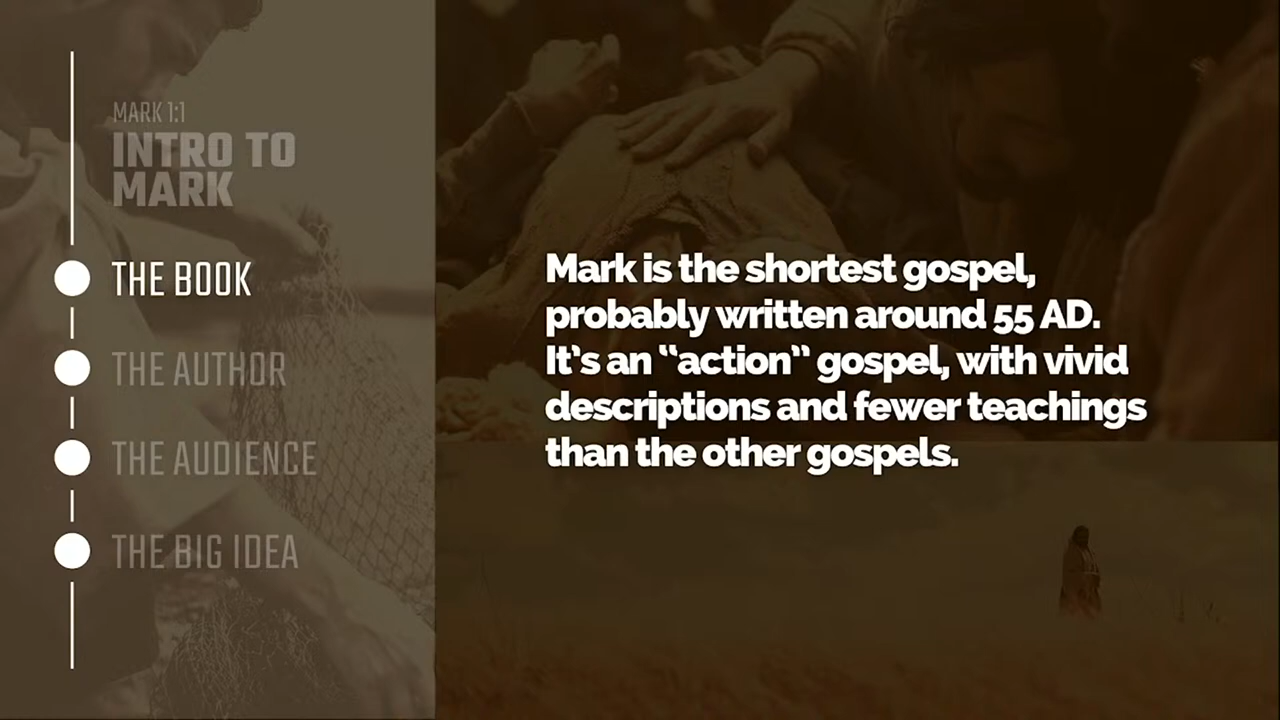 MARK 1:1
INTRO TO
MARK
THE BOOK
THE AUTHOR
THE AUDIENCE
THE BIG IDEA
Mark is the shortest gospel,
probably written around 55 AD.
It's an “action” gospel, with vivid
descriptions and fewer teachings
than the other gospels.